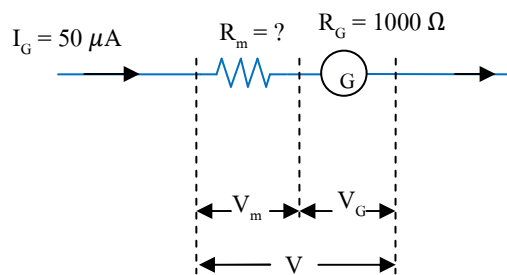 I_G = 50 μA
R_m = ?
R_G = 1000 Ω
G
V_m
V_G
V